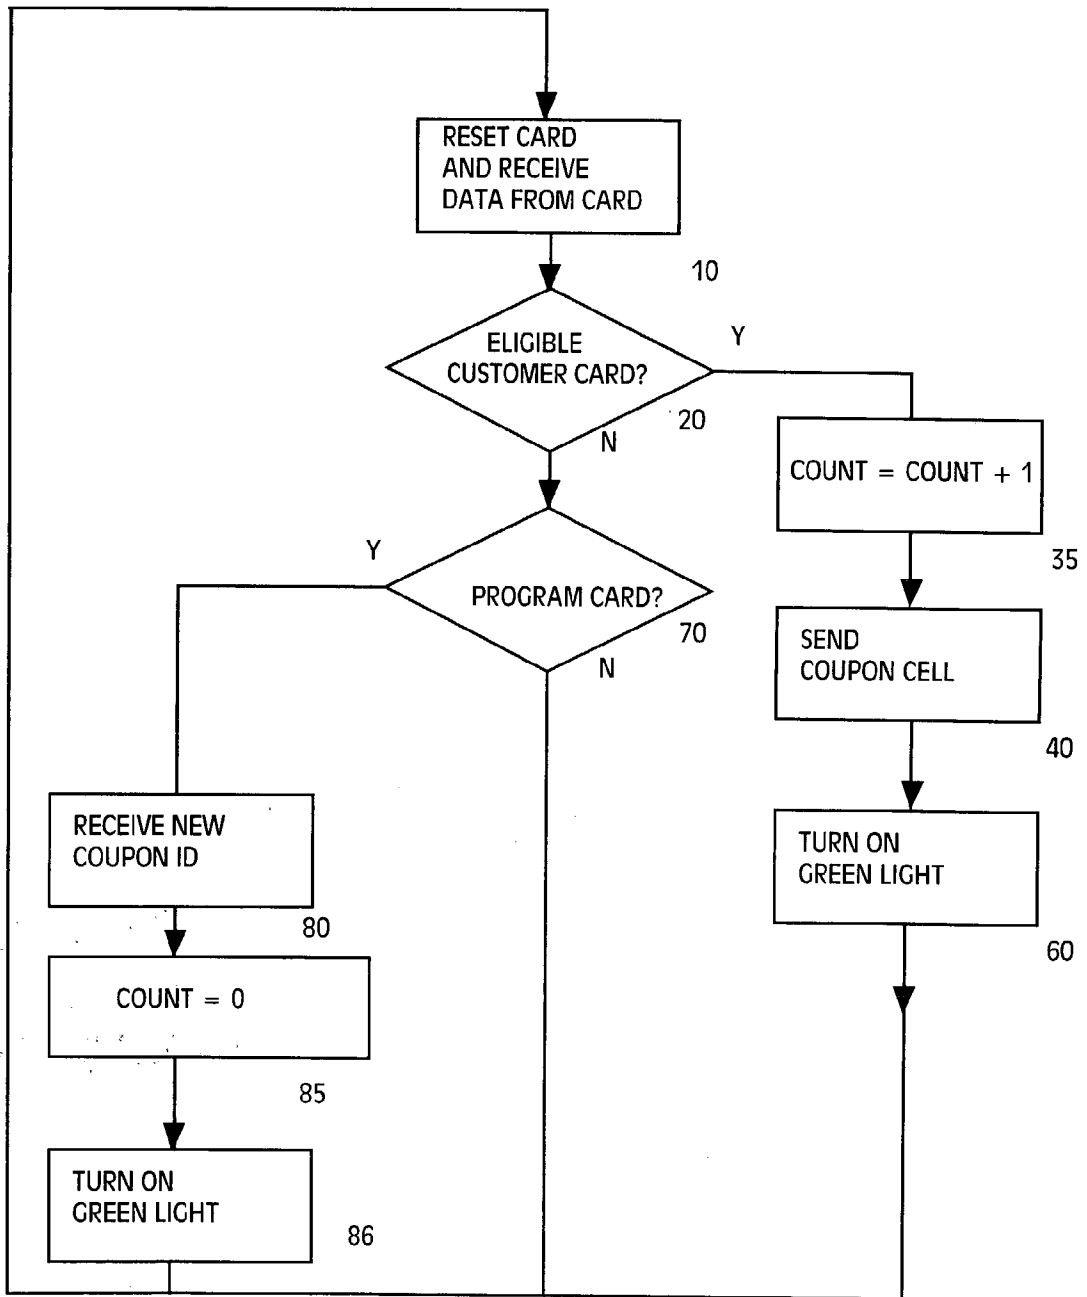 RESET CARD
AND RECEIVE
DATA FROM CARD
10
ELIGIBLE
CUSTOMER CARD?
Y
20
N
COUNT = COUNT + 1
35
PROGRAM CARD?
Y
70
N
SEND
COUPON CELL
40
RECEIVE NEW
COUPON ID
80
TURN ON
GREEN LIGHT
60
COUNT = 0
85
TURN ON
GREEN LIGHT
86